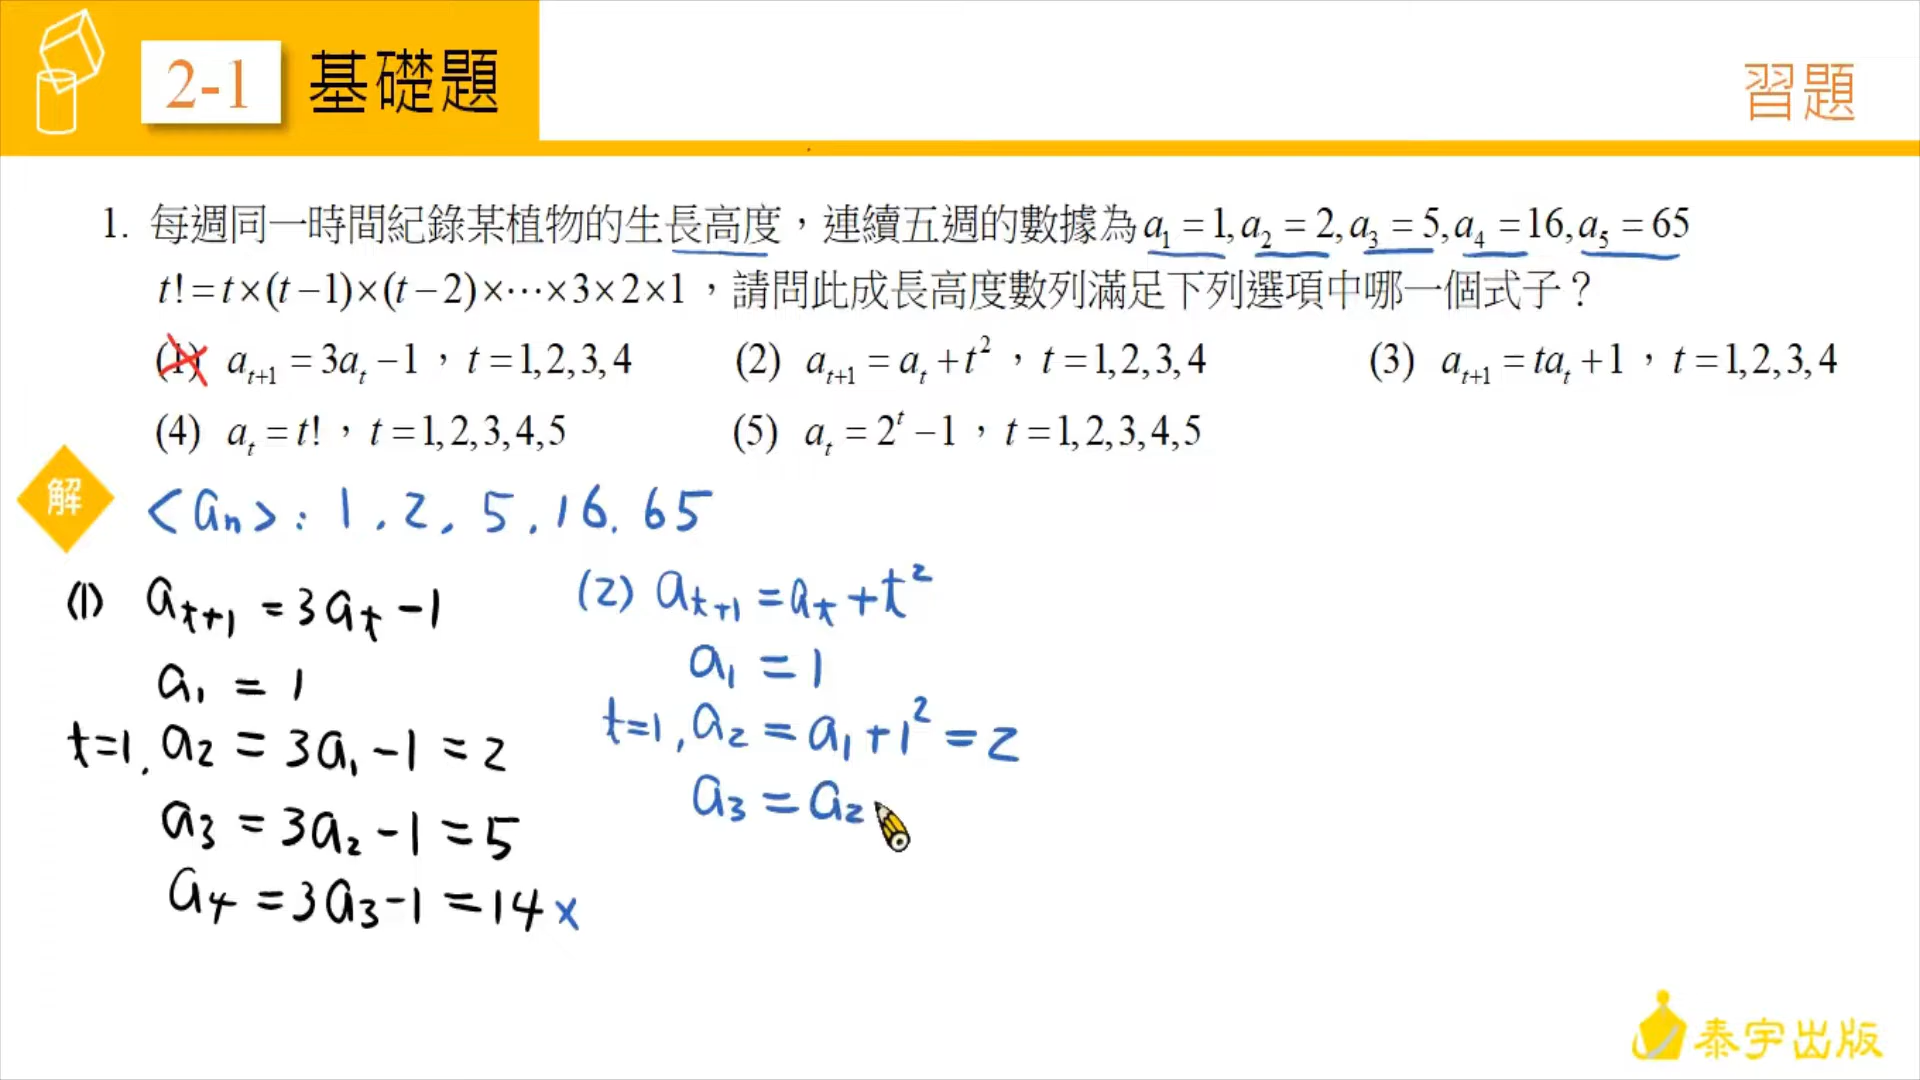 2-1 基礎題
習題
1. 每週同一時間紀錄某植物的生長高度，連續五週的數據為 a₁ = 1, a₂ = 2, a₃ = 5, a₄ = 16, a₅ = 65
t! = t×(t−1)×(t−2)×⋯×3×2×1，請問此成長高度數列滿足下列選項中哪一個式子？
(1) aₜ₊₁ = 3aₜ −1，t = 1,2,3,4 (2) aₜ₊₁ = aₜ + t²，t = 1,2,3,4 (3) aₜ₊₁ = taₜ +1，t = 1,2,3,4
(4) aₜ = t!，t = 1,2,3,4,5 (5) aₜ = 2ᵗ −1，t = 1,2,3,4,5
解
<aₙ>: 1, 2, 5, 16, 65
(1) aₜ₊₁ = 3aₜ −1
a₁ = 1
t=1, a₂ = 3a₁ −1 = 2
a₃ = 3a₂ −1 = 5
a₄ = 3a₃ −1 = 14 ×
(2) aₜ₊₁ = aₜ + t²
a₁ = 1
t=1, a₂ = a₁ + 1² = 2
a₃ = a₂
泰宇出版